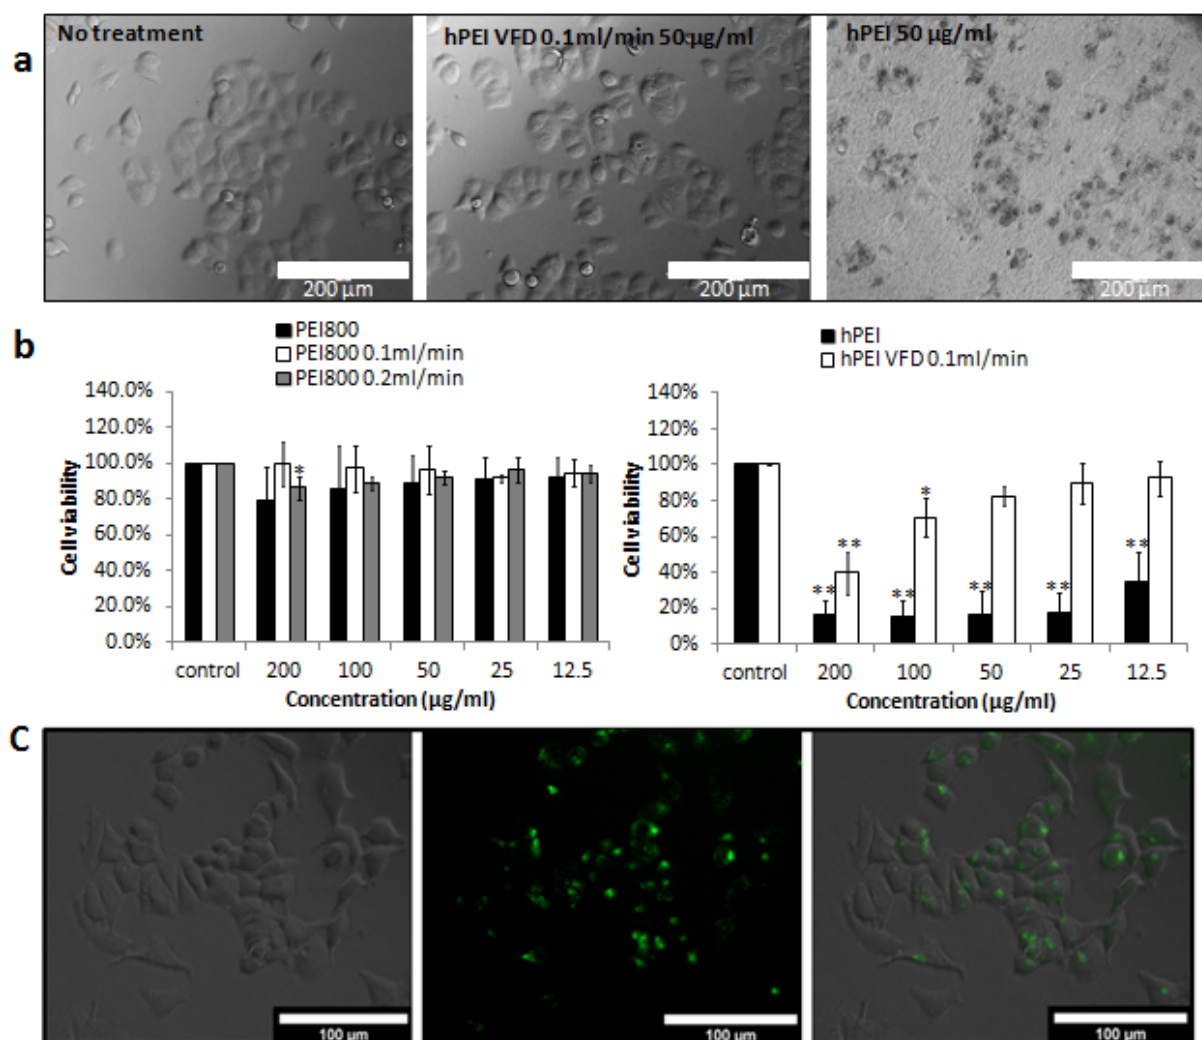 a
No treatment
hPEI VFD 0.1ml/min 50 µg/ml
hPEI 50 µg/ml
200 µm
200 µm
200 µm
b
PEI800
PEI800 0.1ml/min
PEI800 0.2ml/min
140.0%
120.0%
100.0%
80.0%
60.0%
40.0%
20.0%
0.0%
Cell viability
*
control 200 100 50 25 12.5
Concentration (µg/ml)
hPEI
hPEI VFD 0.1ml/min
140%
120%
100%
80%
60%
40%
20%
0%
Cell viability
** ** ** * ** ** **
control 200 100 50 25 12.5
Concentration (µg/ml)
C
100 µm
100 µm
100 µm